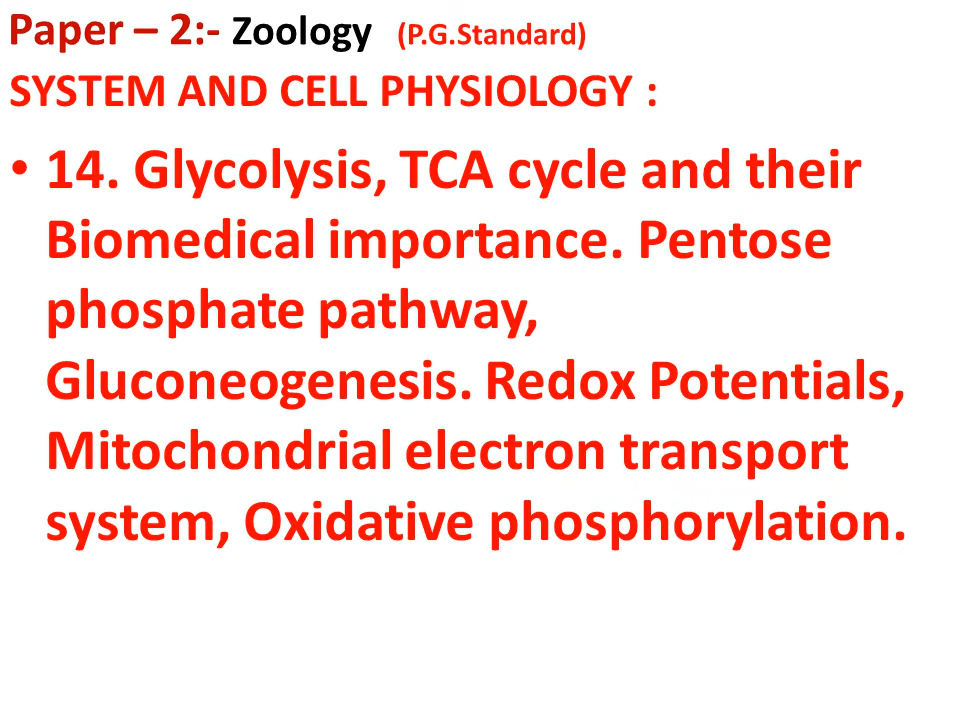 Paper – 2:- Zoology (P.G.Standard)
SYSTEM AND CELL PHYSIOLOGY :
• 14. Glycolysis, TCA cycle and their
Biomedical importance. Pentose
phosphate pathway,
Gluconeogenesis. Redox Potentials,
Mitochondrial electron transport
system, Oxidative phosphorylation.